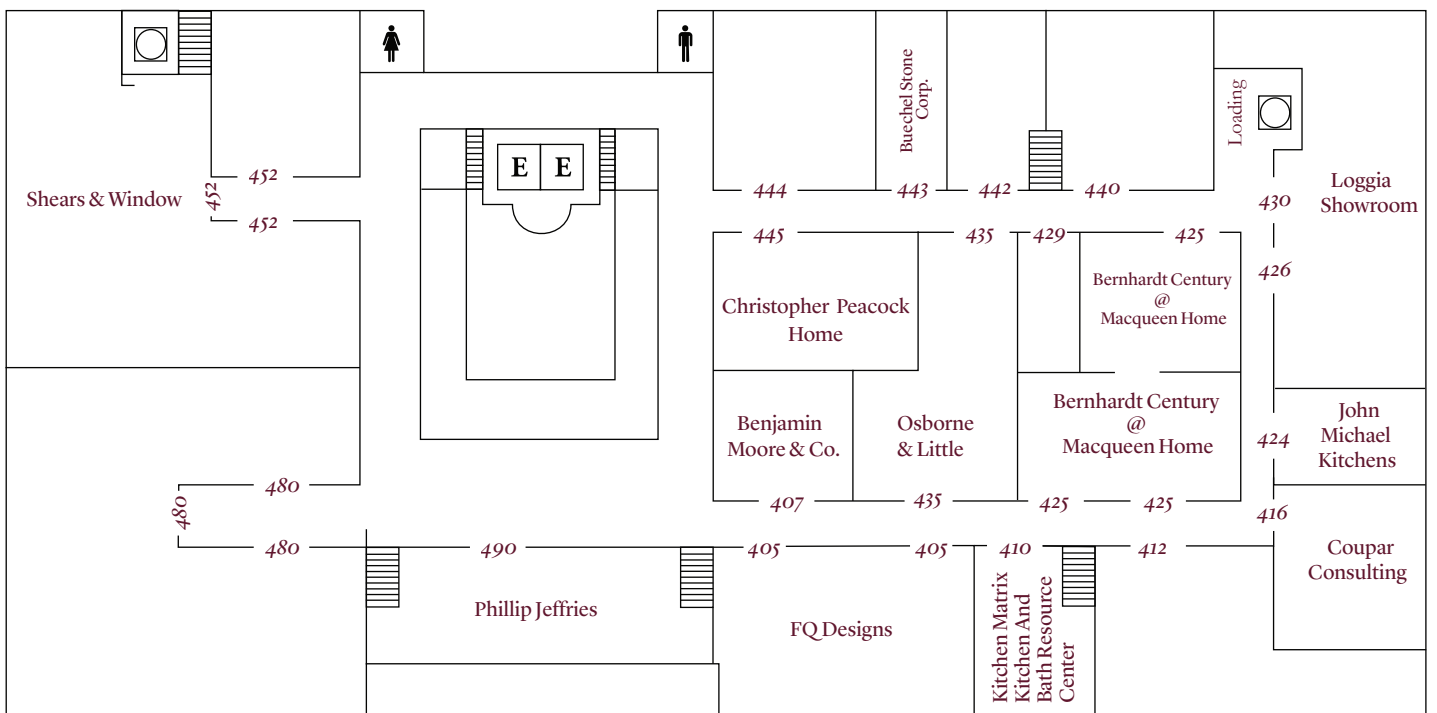 E E
Buechel Stone
Corp.
Loading
Shears & Window
452
452
452
444
443
442
440
430
Loggia
Showroom
445
435
429
425
426
Christopher Peacock
Home
Bernhardt Century
@
Macqueen Home
Benjamin
Moore & Co.
Osborne
& Little
Bernhardt Century
@
Macqueen Home
424
John
Michael
Kitchens
480
480
480
407
435
425
425
416
490
405
405
410
412
Coupar
Consulting
Phillip Jeffries
FQ Designs
Kitchen Matrix
Kitchen And
Bath Resource
Center